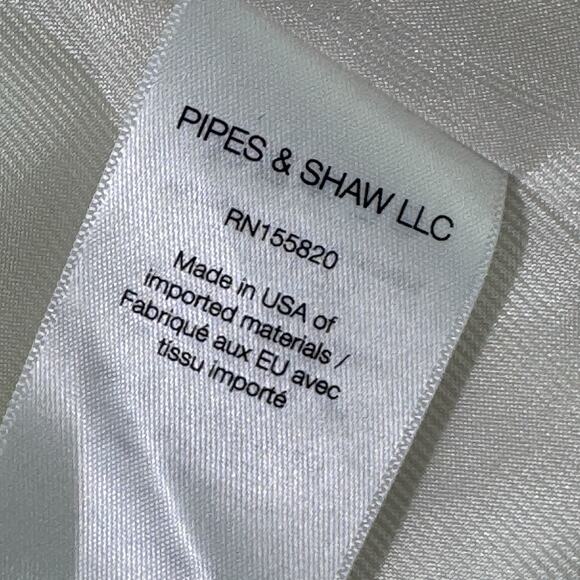 PIPES & SHAW LLC
RN155820
Made in USA of
imported materials /
Fabriqué aux EU avec
tissu importé